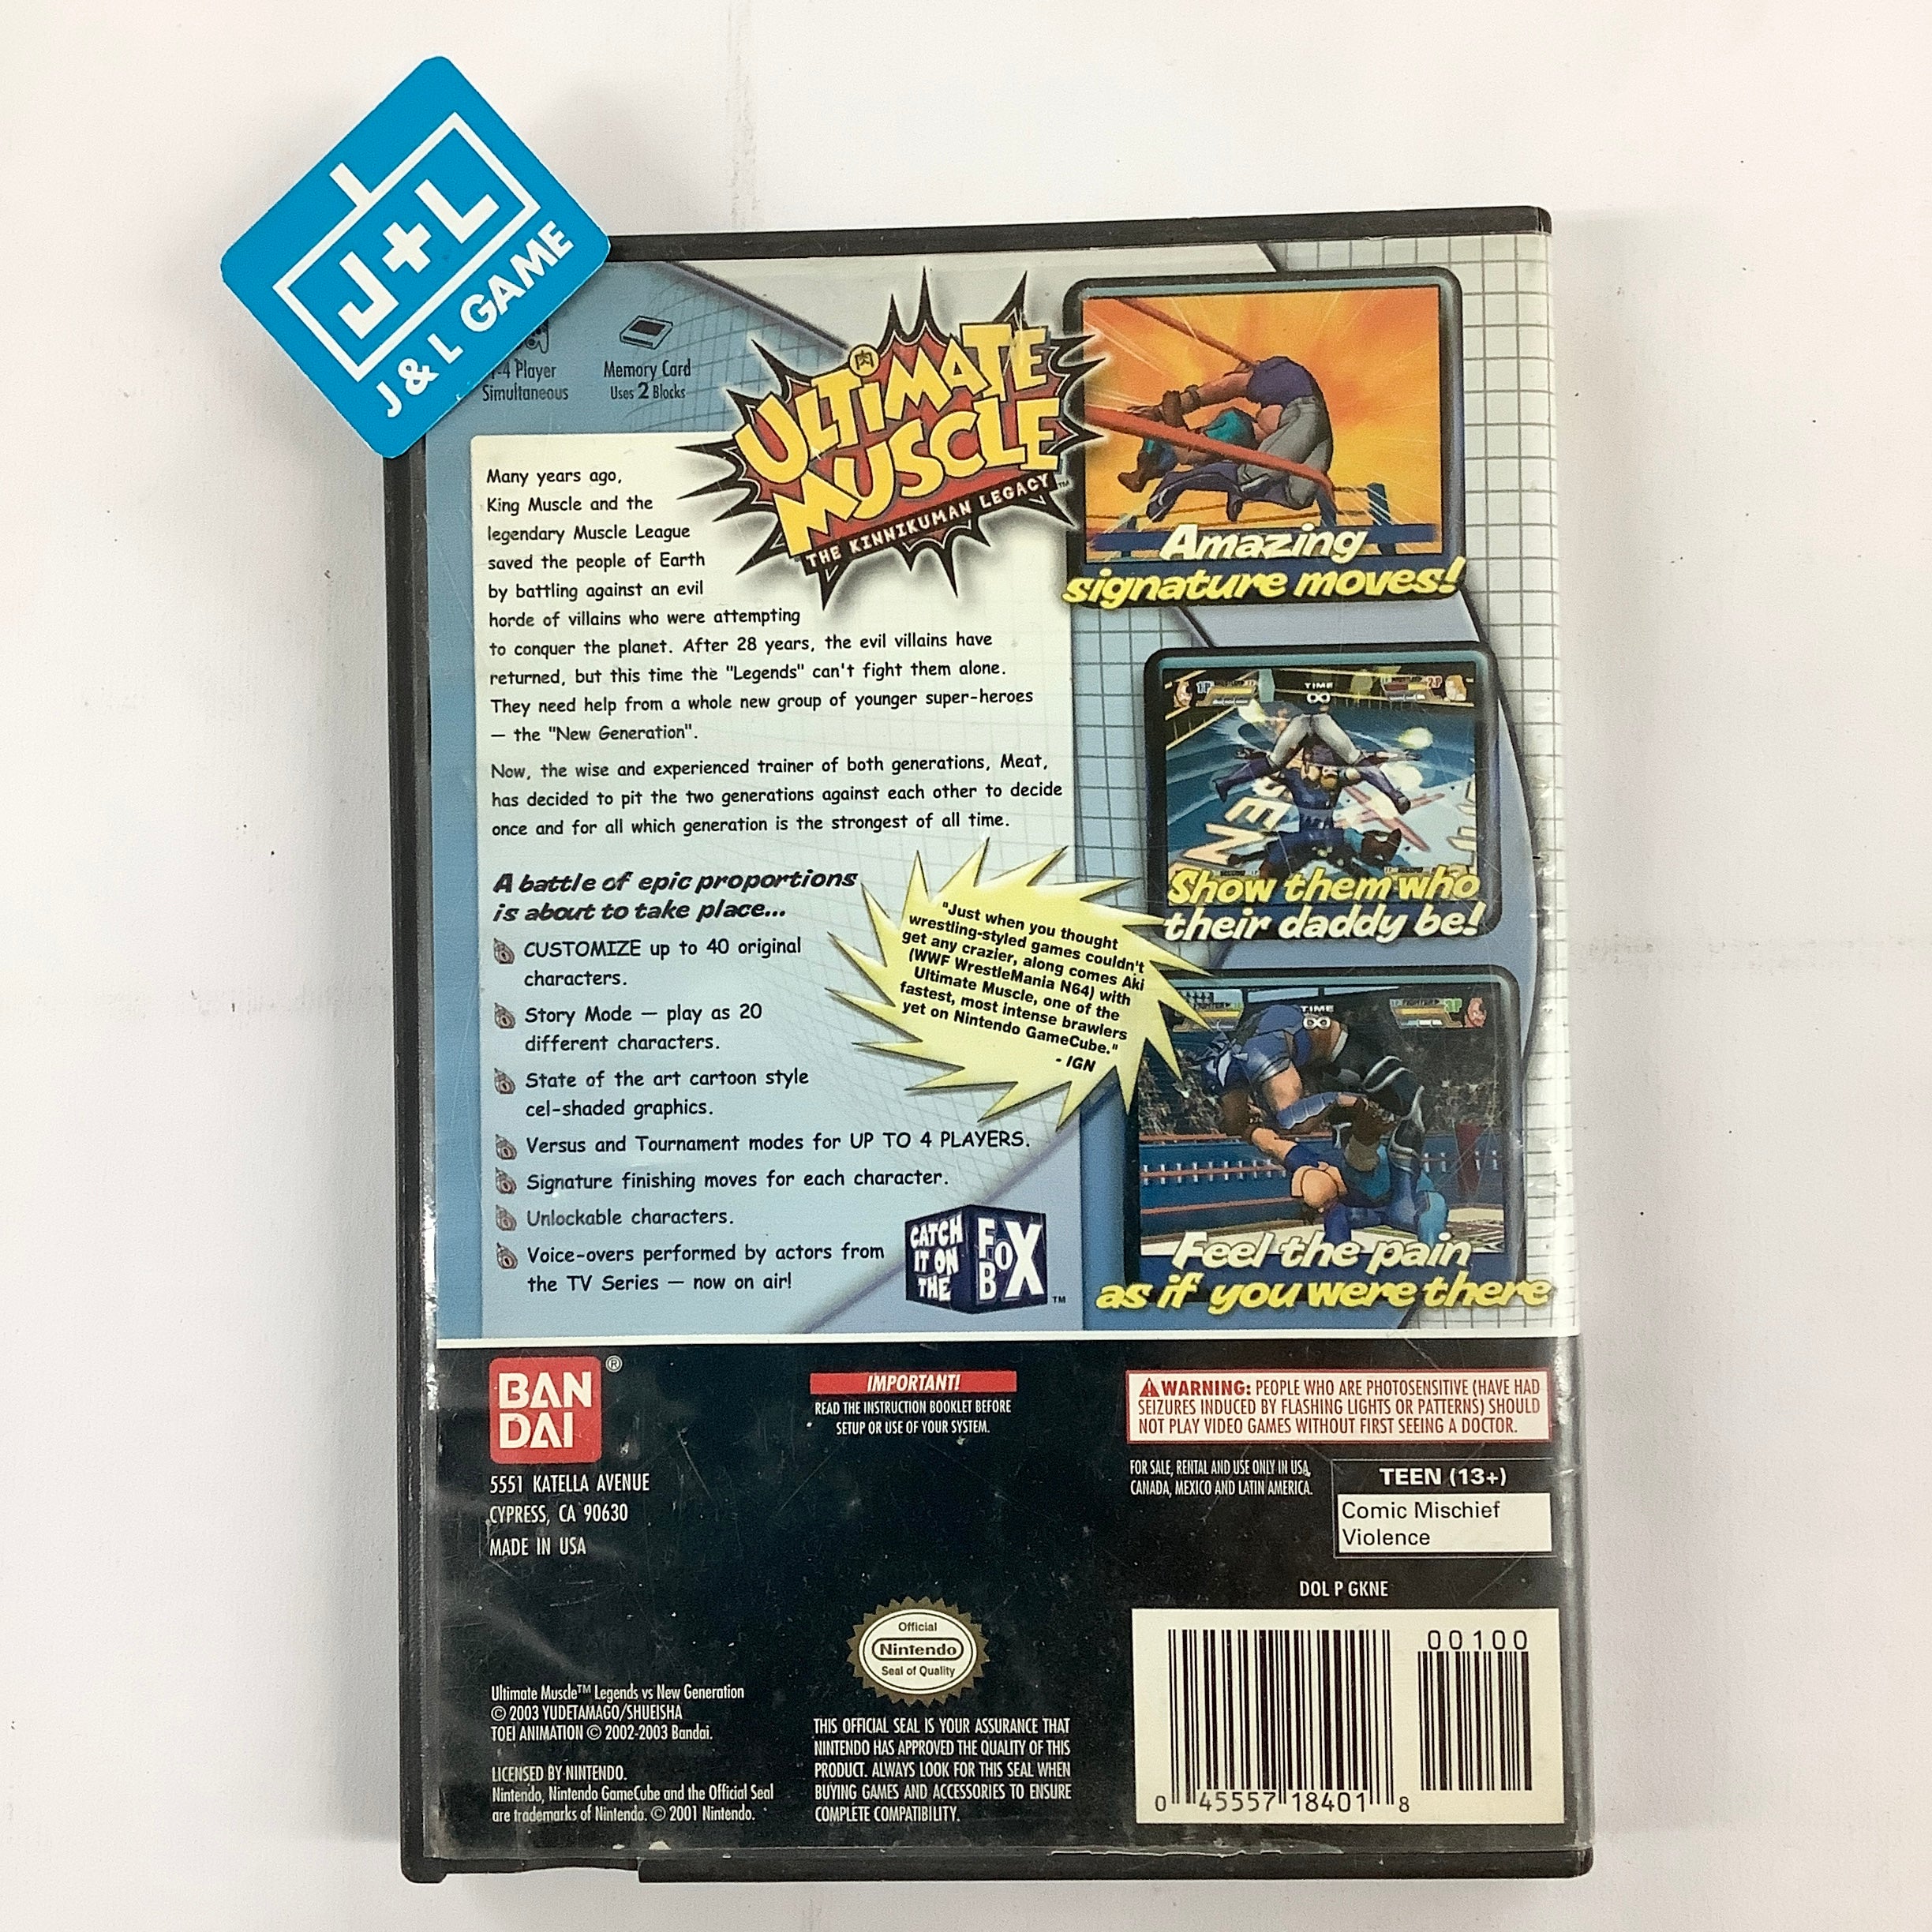 J+L
J & L GAME
-4 Player
Simultaneous
Memory Card
Uses 2 Blocks
肉
ULTIMATE
MUSCLE
THE KINNIKUMAN LEGACY™
Many years ago,
King Muscle and the
legendary Muscle League
saved the people of Earth
by battling against an evil
horde of villains who were attempting
to conquer the planet. After 28 years, the evil villains have
returned, but this time the "Legends" can't fight them alone.
They need help from a whole new group of younger super-heroes
— the "New Generation".
Now, the wise and experienced trainer of both generations, Meat,
has decided to pit the two generations against each other to decide
once and for all which generation is the strongest of all time.
A battle of epic proportions
is about to take place...
CUSTOMIZE up to 40 original
characters.
Story Mode — play as 20
different characters.
State of the art cartoon style
cel-shaded graphics.
Versus and Tournament modes for UP TO 4 PLAYERS.
Signature finishing moves for each character.
Unlockable characters.
Voice-overs performed by actors from
the TV Series — now on air!
"Just when you thought
wrestling-styled games couldn't
get any crazier, along comes Aki
(WWF WrestleMania N64) with
Ultimate Muscle, one of the
fastest, most intense brawlers
yet on Nintendo GameCube."
- IGN
CATCH
IT ON
THE
FOX
BOX
™
Amazing
signature moves!
TIME
∞
Show them who
their daddy be!
TIME
∞
Feel the pain
as if you were there
BAN
DAI
®
5551 KATELLA AVENUE
CYPRESS, CA 90630
MADE IN USA
IMPORTANT!
READ THE INSTRUCTION BOOKLET BEFORE
SETUP OR USE OF YOUR SYSTEM.
WARNING: PEOPLE WHO ARE PHOTOSENSITIVE (HAVE HAD
SEIZURES INDUCED BY FLASHING LIGHTS OR PATTERNS) SHOULD
NOT PLAY VIDEO GAMES WITHOUT FIRST SEEING A DOCTOR.
FOR SALE, RENTAL AND USE ONLY IN USA,
CANADA, MEXICO AND LATIN AMERICA.
TEEN (13+)
Comic Mischief
Violence
DOL P GKNE
Official
Nintendo
Seal of Quality
Ultimate Muscle™ Legends vs New Generation
© 2003 YUDETAMAGO/SHUEISHA
TOEI ANIMATION © 2002-2003 Bandai.
LICENSED BY NINTENDO.
Nintendo, Nintendo GameCube and the Official Seal
are trademarks of Nintendo. © 2001 Nintendo.
THIS OFFICIAL SEAL IS YOUR ASSURANCE THAT
NINTENDO HAS APPROVED THE QUALITY OF THIS
PRODUCT. ALWAYS LOOK FOR THIS SEAL WHEN
BUYING GAMES AND ACCESSORIES TO ENSURE
COMPLETE COMPATIBILITY.
00100
0 45557 18401 8